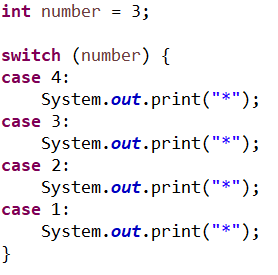 int number = 3;
switch (number) {
case 4:
    System.out.print("*");
case 3:
    System.out.print("*");
case 2:
    System.out.print("*");
case 1:
    System.out.print("*");
}